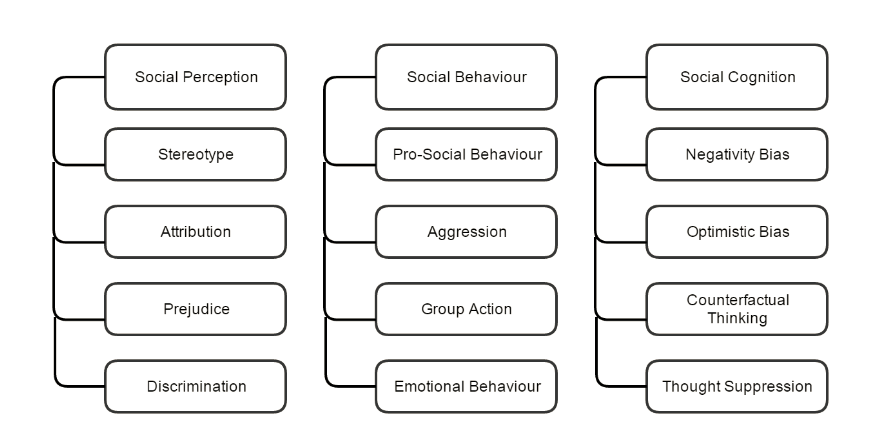 Social Perception
Stereotype
Attribution
Prejudice
Discrimination
Social Behaviour
Pro-Social Behaviour
Aggression
Group Action
Emotional Behaviour
Social Cognition
Negativity Bias
Optimistic Bias
Counterfactual
Thinking
Thought Suppression